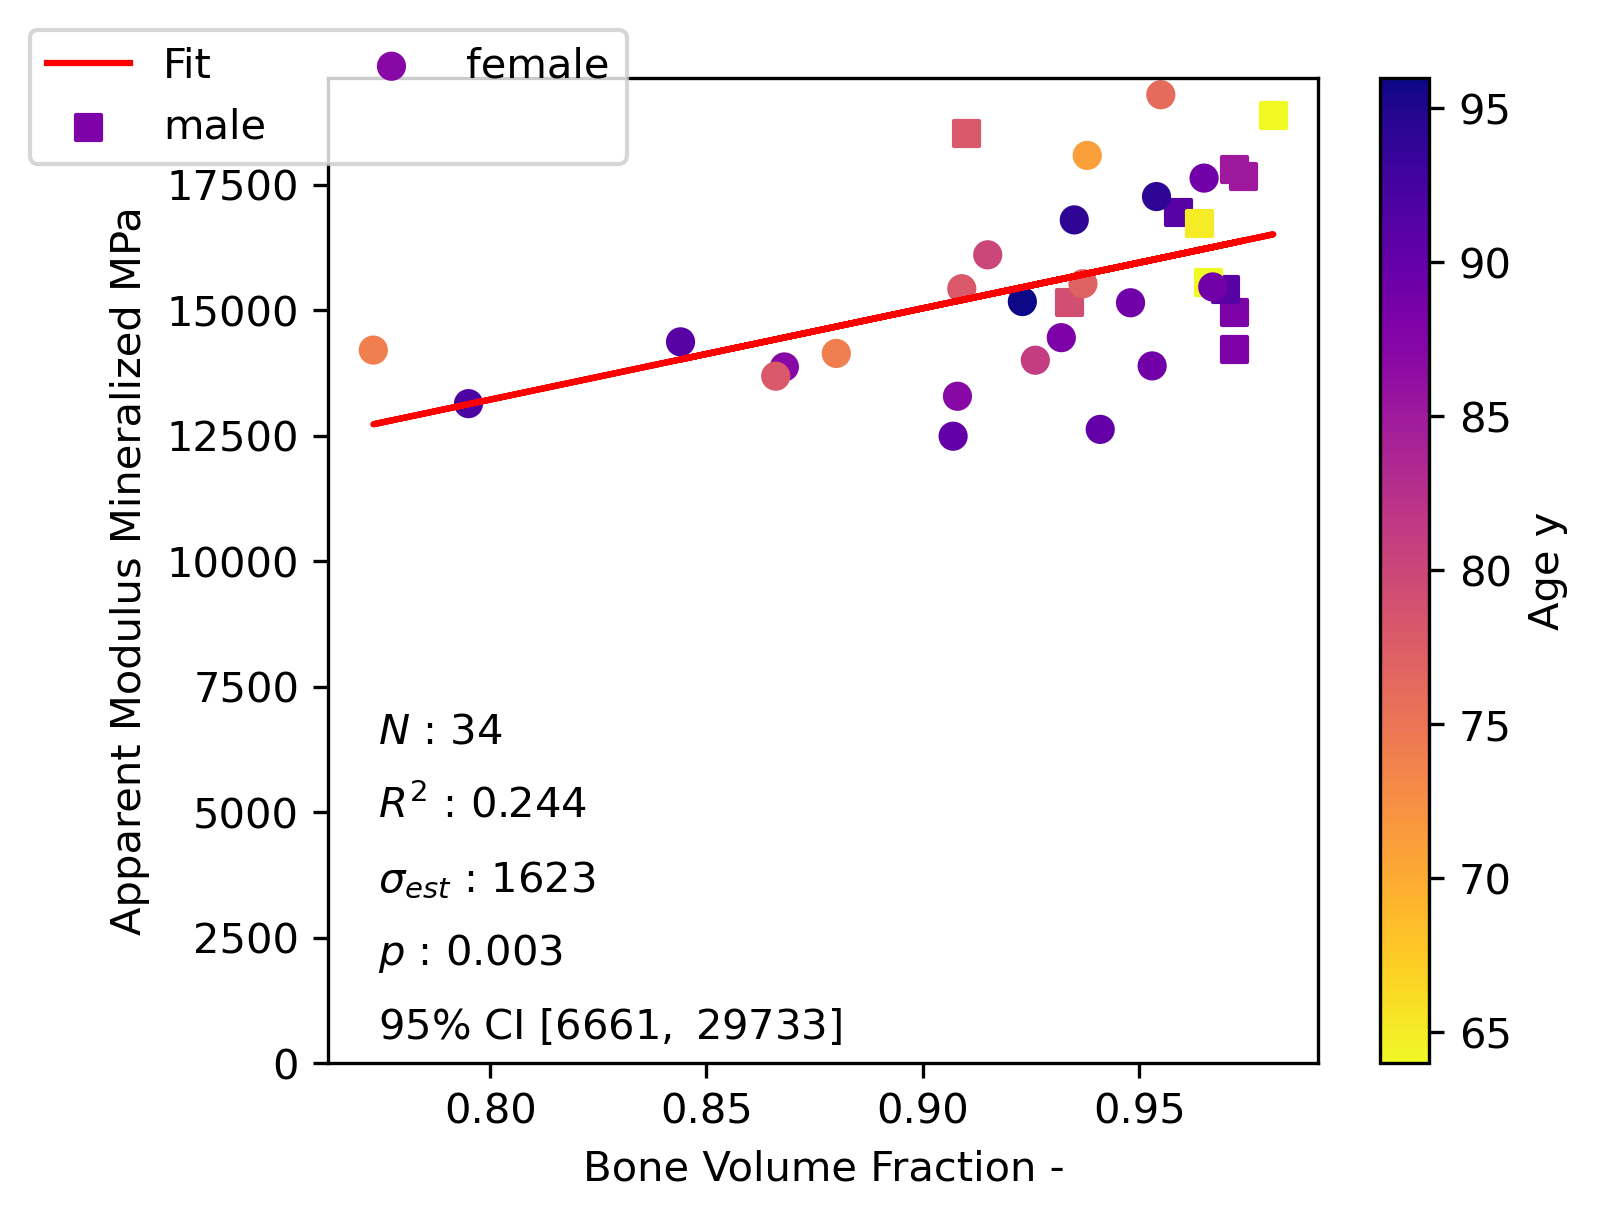 Fit
male
female
17500
15000
12500
10000
7500
5000
2500
0
Apparent Modulus Mineralized MPa
N : 34
R² : 0.244
σest : 1623
p : 0.003
95% CI [6661, 29733]
0.80 0.85 0.90 0.95
Bone Volume Fraction -
95
90
85
80
75
70
65
Age y